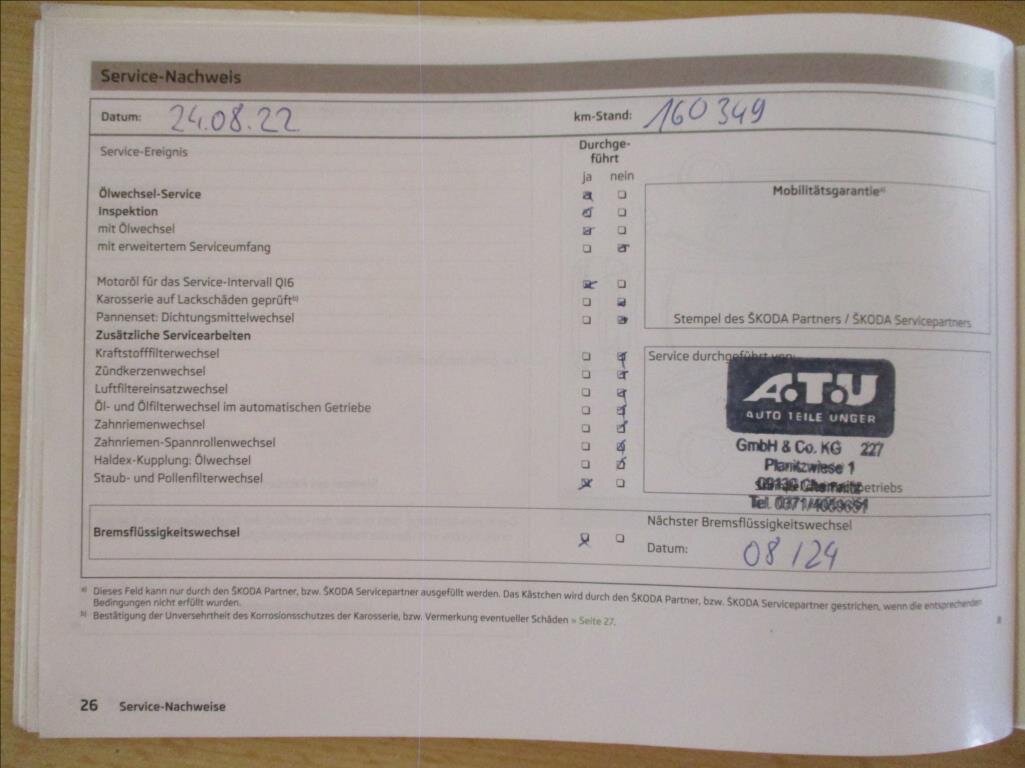 Service-Nachweis
Datum: 24.08.22 km-Stand: 160 349
Service-Ereignis
Durchge-
führt
ja nein
Ölwechsel-Service
Inspektion
mit Ölwechsel
mit erweitertem Serviceumfang
Motoröl für das Service-Intervall QI6
Karosserie auf Lackschäden geprüft b)
Pannenset: Dichtungsmittelwechsel
Zusätzliche Servicearbeiten
Kraftstofffilterwechsel
Zündkerzenwechsel
Luftfiltereinsatzwechsel
Öl- und Ölfilterwechsel im automatischen Getriebe
Zahnriemenwechsel
Zahnriemen-Spannrollenwechsel
Haldex-Kupplung: Ölwechsel
Staub- und Pollenfilterwechsel
Mobilitätsgarantie a)
Stempel des ŠKODA Partners / ŠKODA Servicepartners
Service durchgeführt von:
A.T.U
AUTO TEILE UNGER
GmbH & Co. KG 227
Planitzwiese 1
09130 Chemnitz
Tel. 0371/
Bremsflüssigkeitswechsel
Nächster Bremsflüssigkeitswechsel
Datum: 08/24
a) Dieses Feld kann nur durch den ŠKODA Partner, bzw. ŠKODA Servicepartner ausgefüllt werden. Das Kästchen wird durch den ŠKODA Partner, bzw. ŠKODA Servicepartner gestrichen, wenn die entsprechenden
Bedingungen nicht erfüllt wurden.
b) Bestätigung der Unversehrtheit des Korrosionsschutzes der Karosserie, bzw. Vermerkung eventueller Schäden » Seite 27.
26 Service-Nachweise